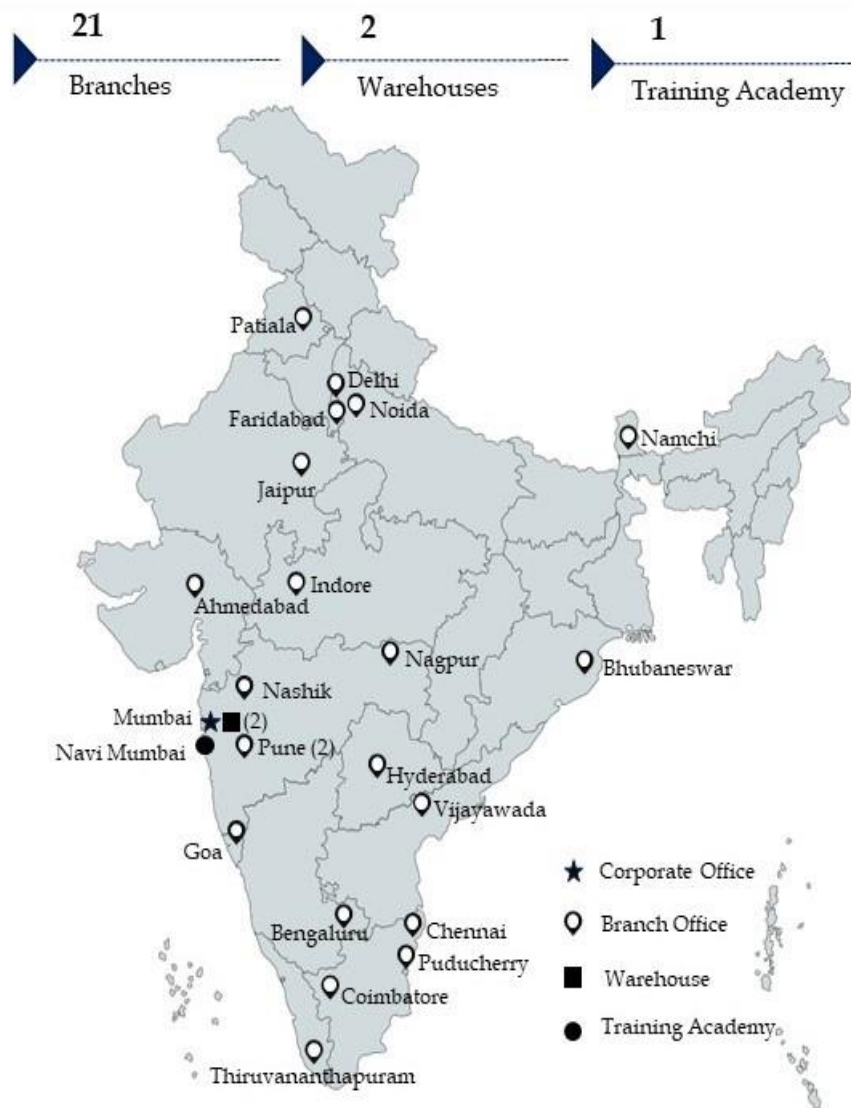 21
2
1
Branches
Warehouses
Training Academy
Patiala
Delhi
Faridabad
Noida
Namchi
Jaipur
Indore
Ahmedabad
Nagpur
Bhubaneswar
Nashik
Mumbai
(2)
Navi Mumbai
Pune (2)
Hyderabad
Vijayawada
Goa
Corporate Office
Bengaluru
Chennai
Branch Office
Puducherry
Coimbatore
Warehouse
Training Academy
Thiruvananthapuram